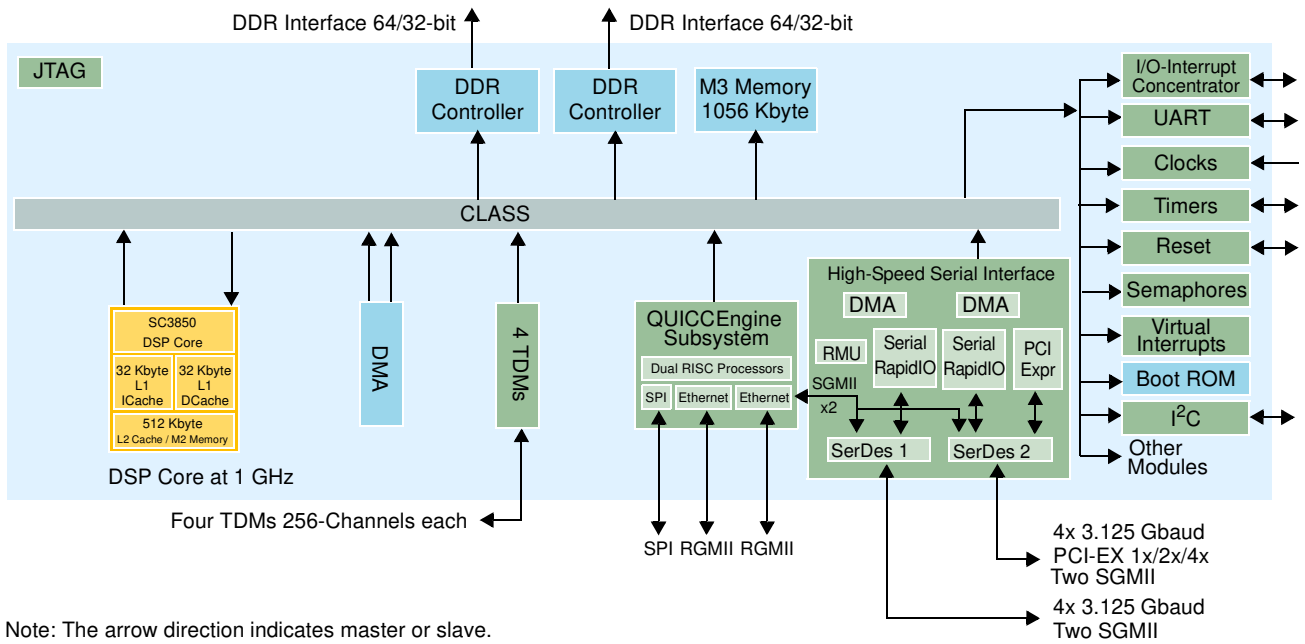 DDR Interface 64/32-bit
DDR Interface 64/32-bit
JTAG
DDR
Controller
DDR
Controller
M3 Memory
1056 Kbyte
I/O-Interrupt
Concentrator
UART
Clocks
Timers
Reset
Semaphores
Virtual
Interrupts
Boot ROM
I²C
Other
Modules
CLASS
SC3850
DSP Core
32 Kbyte
L1
ICache
32 Kbyte
L1
DCache
512 Kbyte
L2 Cache / M2 Memory
DSP Core at 1 GHz
DMA
4 TDMs
Four TDMs 256-Channels each
QUICCEngine
Subsystem
Dual RISC Processors
SPI
Ethernet
Ethernet
SPI
RGMII
RGMII
High-Speed Serial Interface
DMA
DMA
RMU
Serial
RapidIO
Serial
RapidIO
PCI
Expr
SGMII
x2
SerDes 1
SerDes 2
4x 3.125 Gbaud
PCI-EX 1x/2x/4x
Two SGMII
4x 3.125 Gbaud
Two SGMII
Note: The arrow direction indicates master or slave.